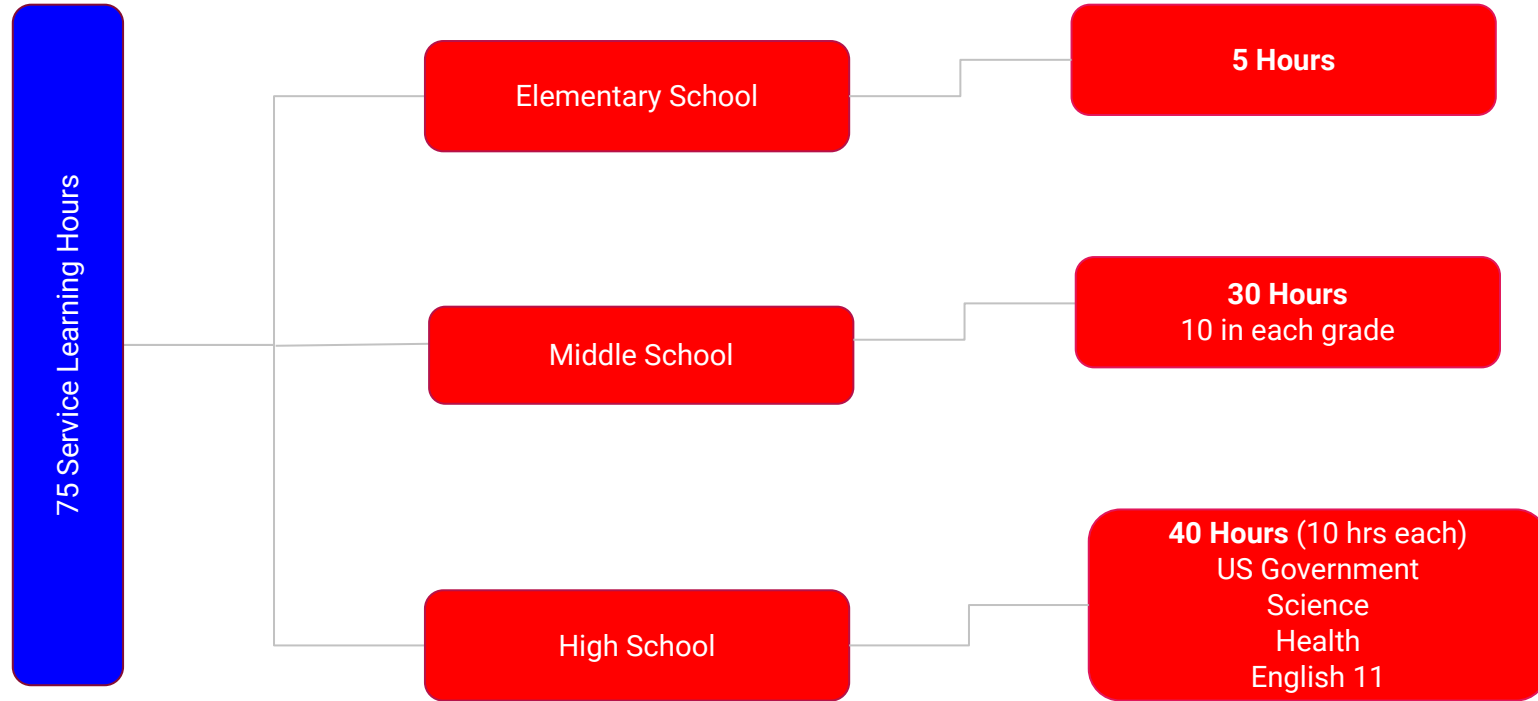 75 Service Learning Hours
Elementary School
5 Hours
Middle School
30 Hours
10 in each grade
High School
40 Hours (10 hrs each)
US Government
Science
Health
English 11